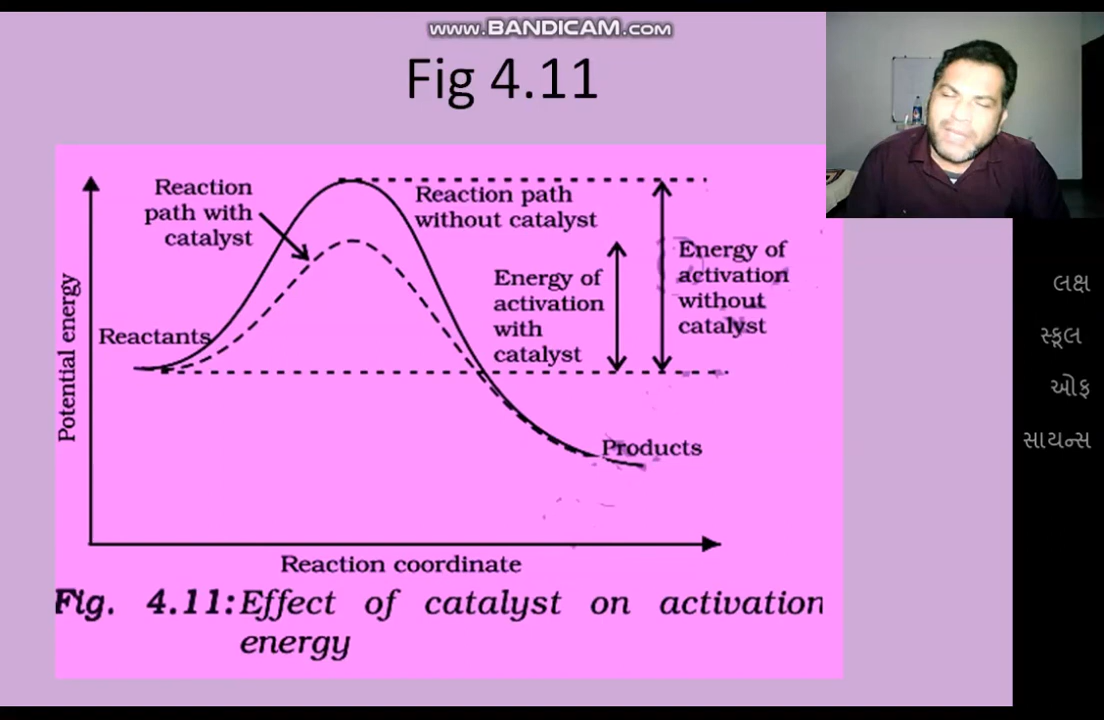 www.BANDICAM.com
Fig 4.11
Reaction
path with
catalyst
Reaction path
without catalyst
Energy of
activation
with
catalyst
Energy of
activation
without
catalyst
Reactants
Products
Potential energy
Reaction coordinate
Fig. 4.11: Effect of catalyst on activation
energy
લક્ષ
સ્કૂલ
ઓફ
સાયન્સ